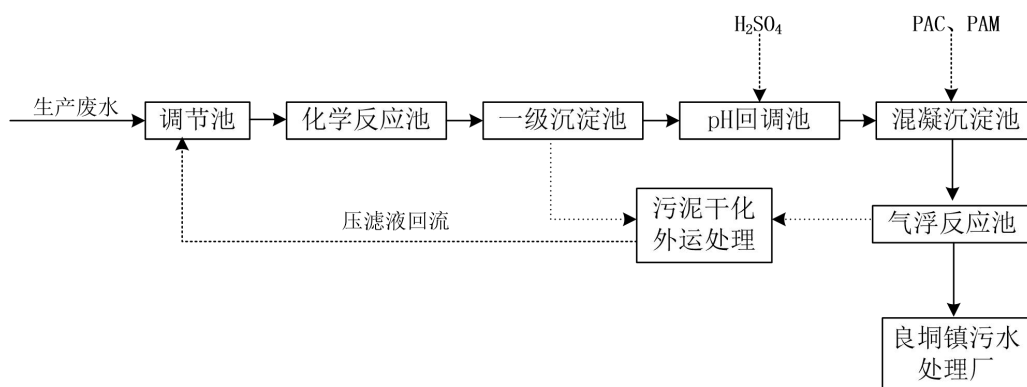 H₂SO₄
PAC、PAM
生产废水
调节池
化学反应池
一级沉淀池
pH回调池
混凝沉淀池
压滤液回流
污泥干化
外运处理
气浮反应池
良垌镇污水
处理厂